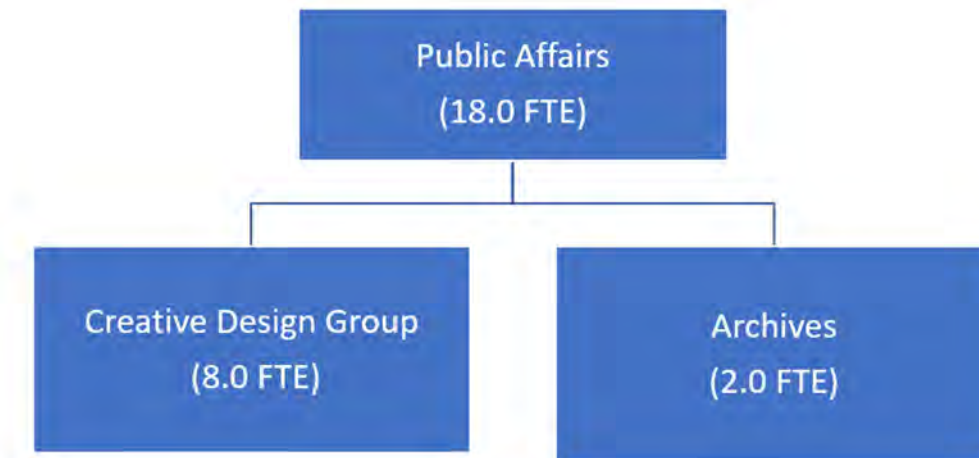 Public Affairs
(18.0 FTE)
Creative Design Group
(8.0 FTE)
Archives
(2.0 FTE)